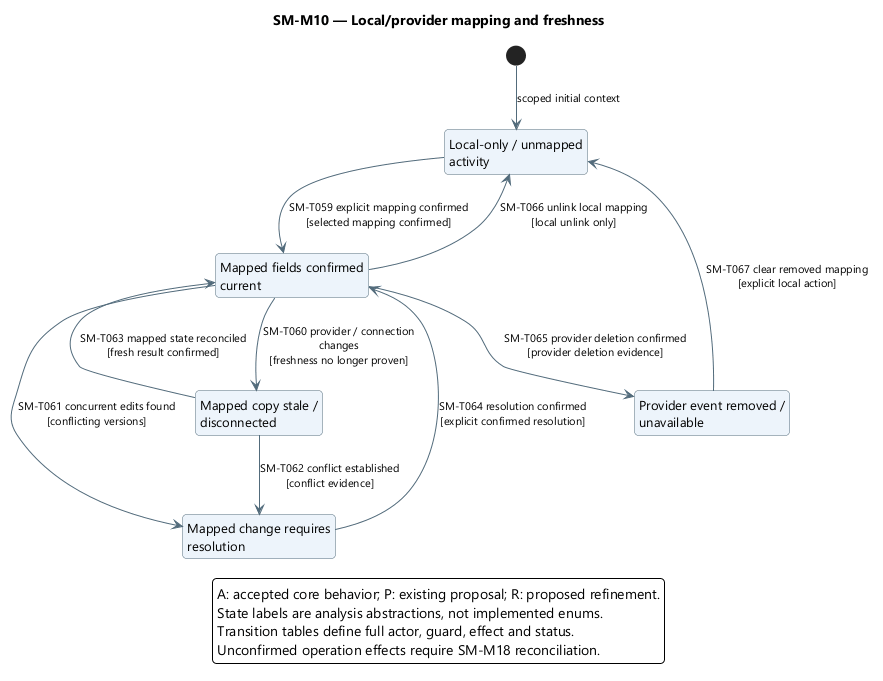 SM-M10 — Local/provider mapping and freshness
scoped initial context
Local-only / unmapped
activity
SM-T059 explicit mapping confirmed
[selected mapping confirmed]
SM-T066 unlink local mapping
[local unlink only]
SM-T067 clear removed mapping
[explicit local action]
Mapped fields confirmed
current
SM-T063 mapped state reconciled
[fresh result confirmed]
SM-T060 provider / connection
changes
[freshness no longer proven]
SM-T065 provider deletion confirmed
[provider deletion evidence]
SM-T061 concurrent edits found
[conflicting versions]
Mapped copy stale /
disconnected
SM-T064 resolution confirmed
[explicit confirmed resolution]
Provider event removed /
unavailable
SM-T062 conflict established
[conflict evidence]
Mapped change requires
resolution
A: accepted core behavior; P: existing proposal; R: proposed refinement.
State labels are analysis abstractions, not implemented enums.
Transition tables define full actor, guard, effect and status.
Unconfirmed operation effects require SM-M18 reconciliation.